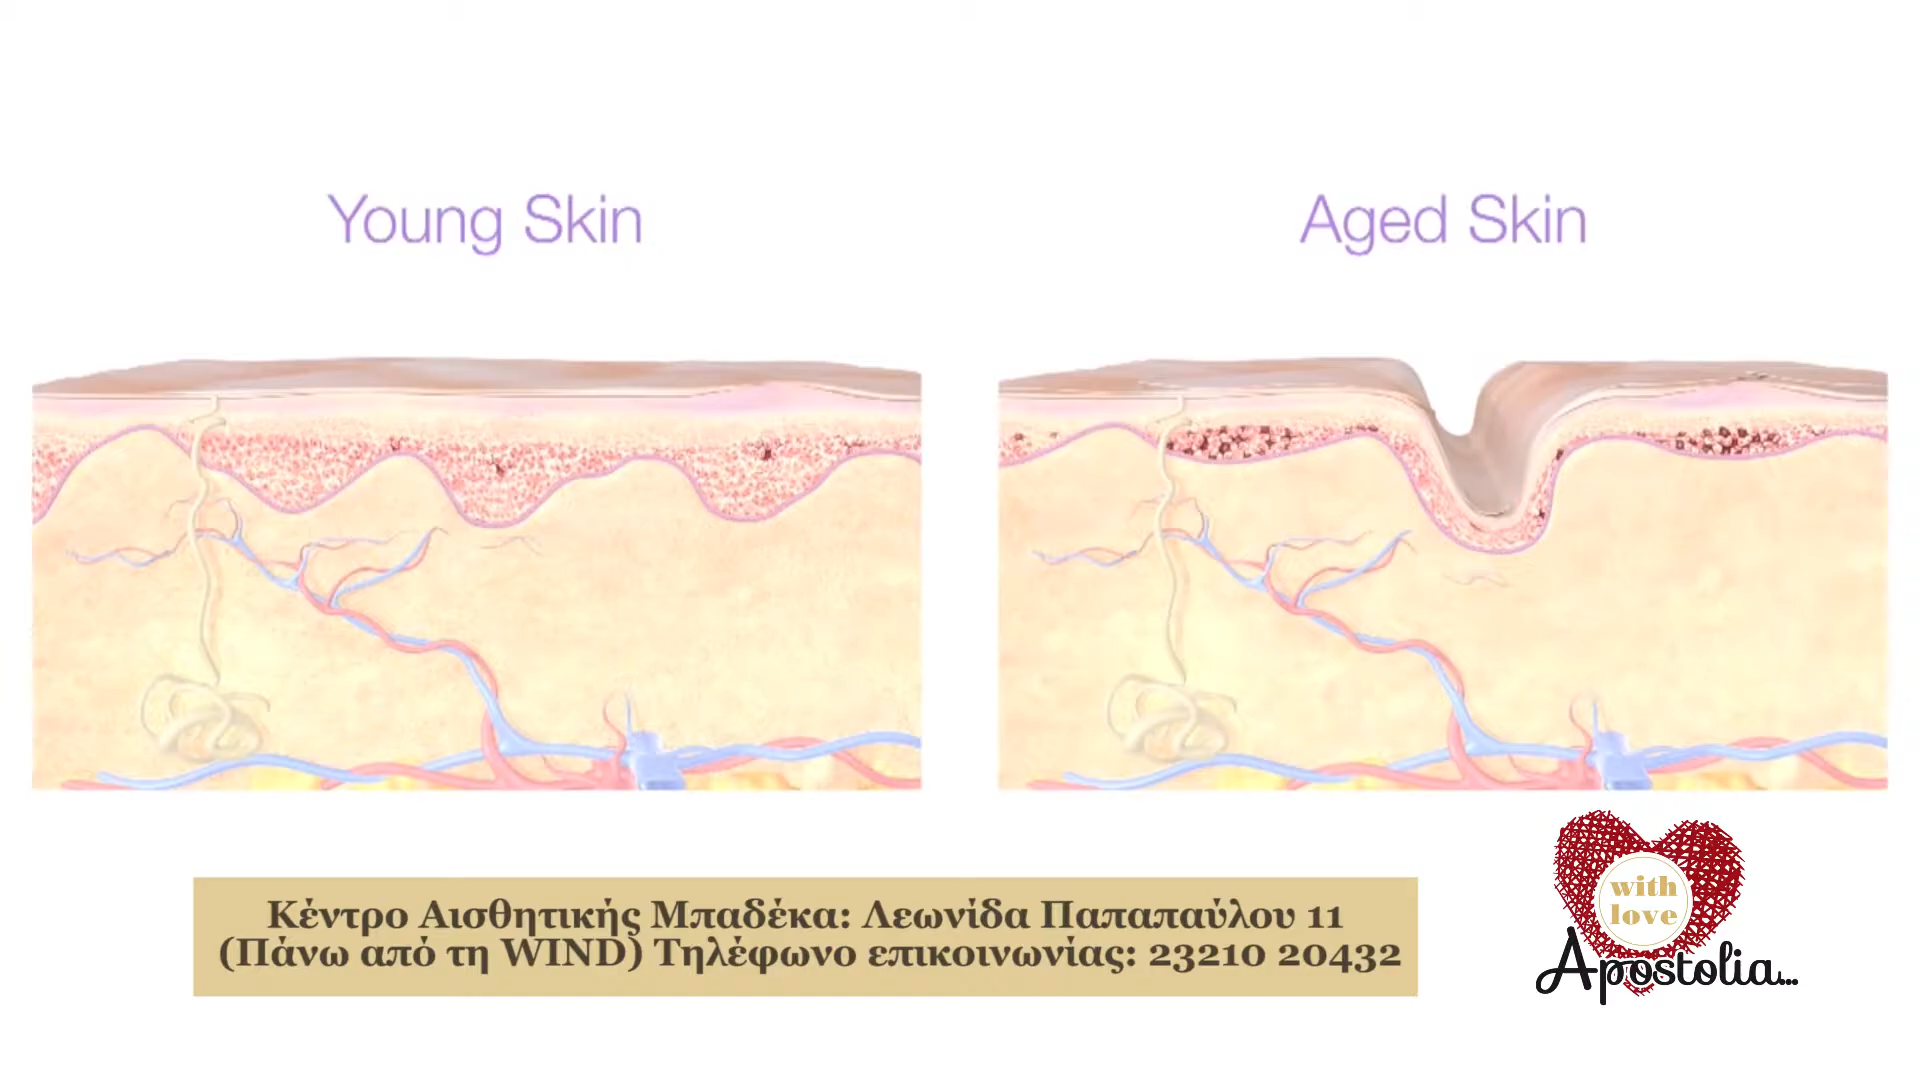 Young Skin
Aged Skin
Κέντρο Αισθητικής Μπαδέκα: Λεωνίδα Παπαπαύλου 11
(Πάνω από τη WIND) Τηλέφωνο επικοινωνίας: 23210 20432
with
love
Apostolia...